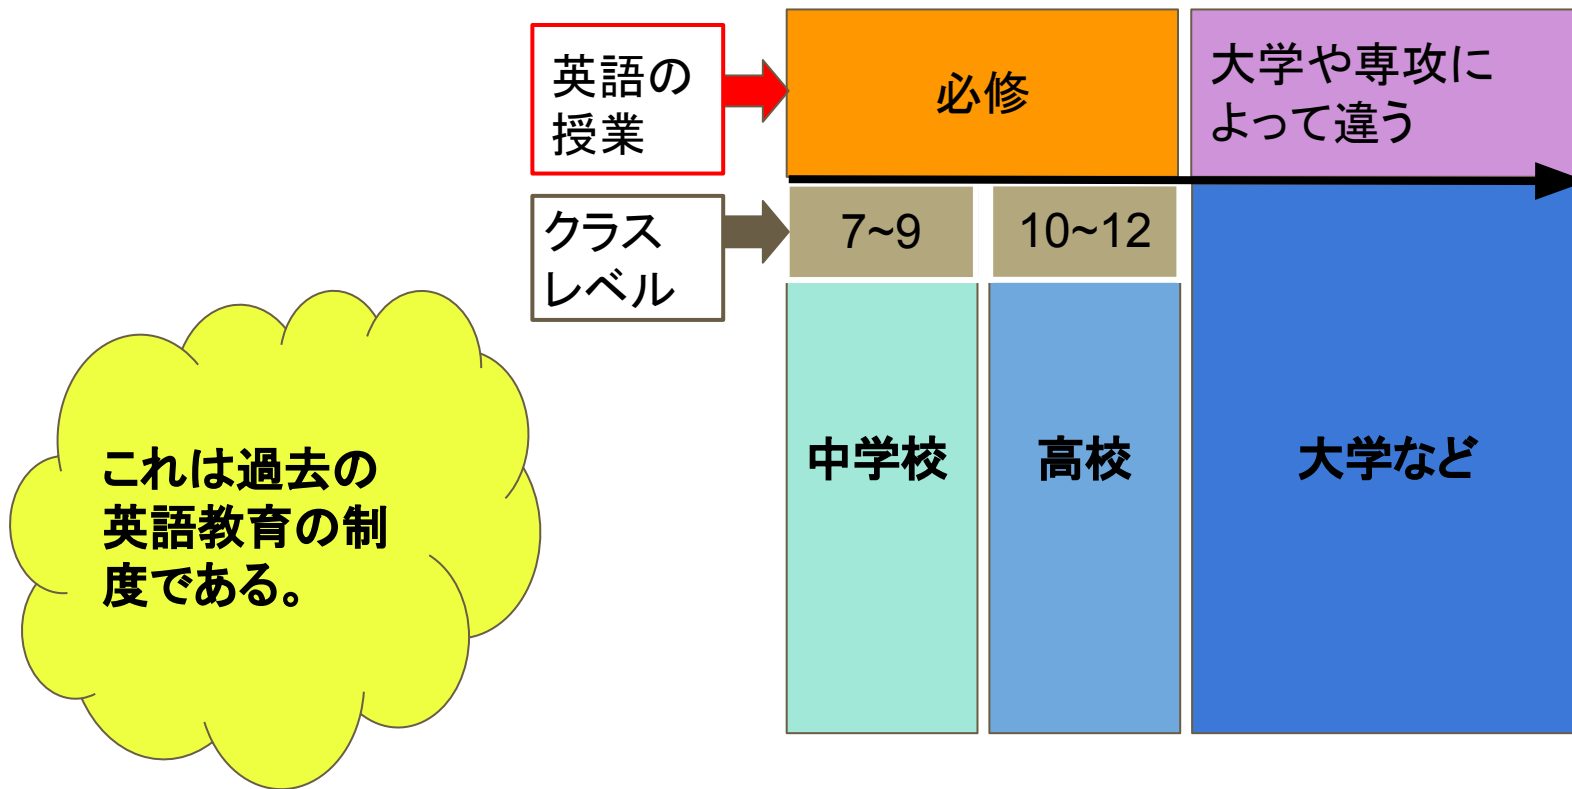 英語の
授業
必修
大学や専攻に
よって違う
クラス
レベル
7~9
10~12
中学校
高校
大学など
これは過去の
英語教育の制
度である。